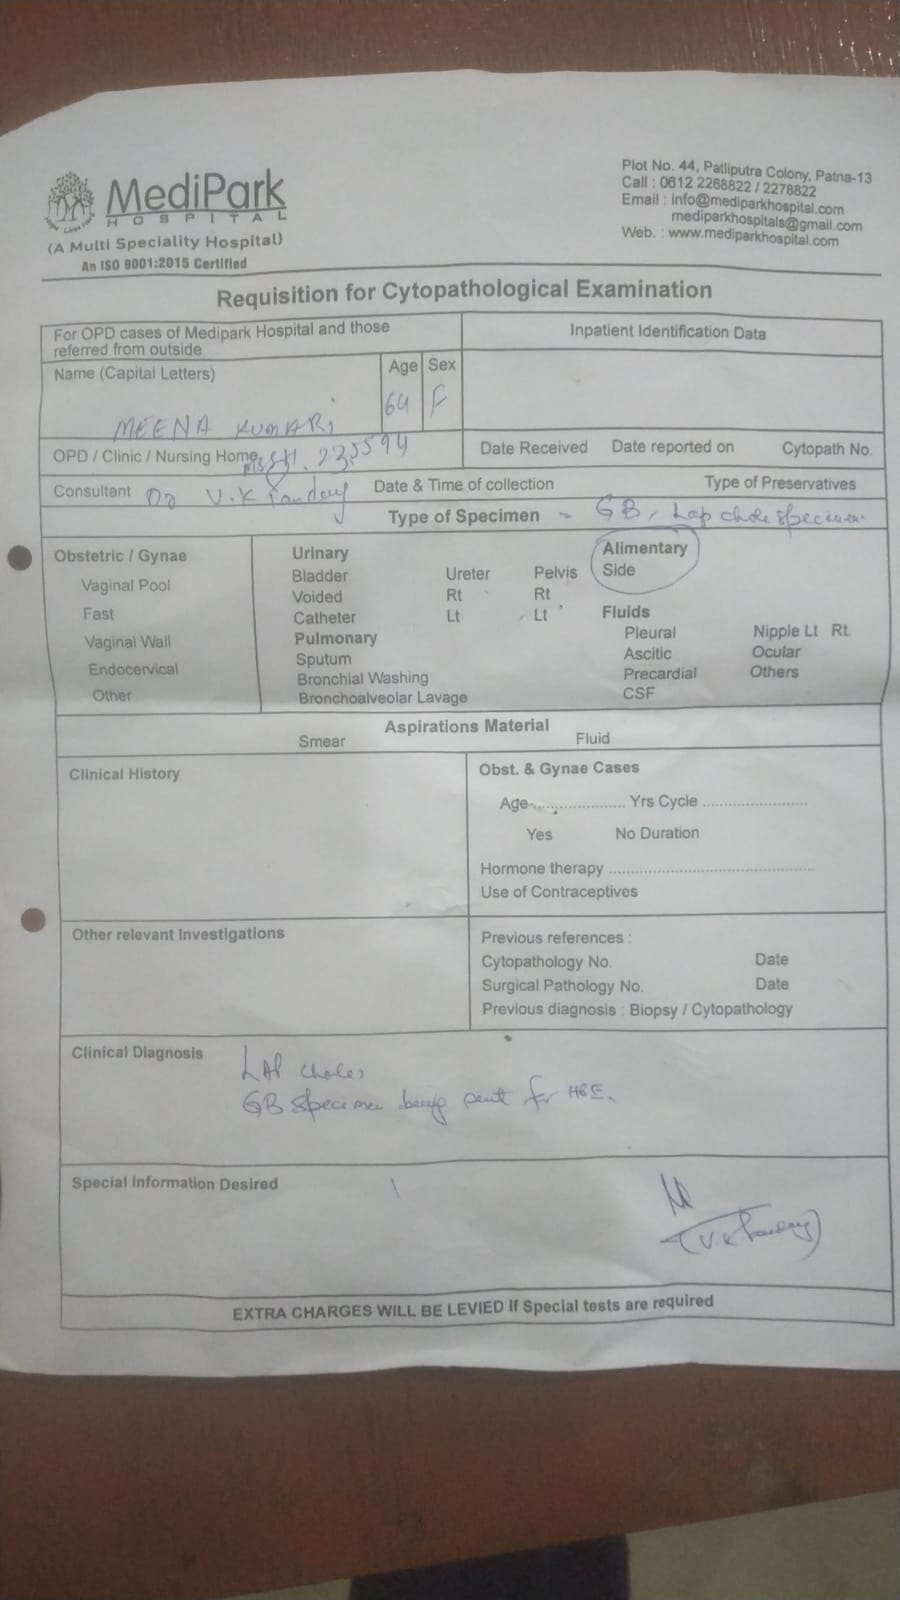 MediPark
HOSPITAL
(A Multi Speciality Hospital)
An ISO 9001:2015 Certified
Plot No. 44, Patliputra Colony, Patna-13
Call : 0612 2268822 / 2278822
Email : info@mediparkhospital.com
mediparkhospitals@gmail.com
Web. : www.mediparkhospital.com
Requisition for Cytopathological Examination
For OPD cases of Medipark Hospital and those
referred from outside
Inpatient Identification Data
Name (Capital Letters) Age Sex
MEENA KUMARI 64 F
OPD / Clinic / Nursing Home 23.5594
Date Received Date reported on Cytopath No.
Consultant Dr V.K Panday Date & Time of collection Type of Preservatives
Type of Specimen - GB, Lap chole specimen
Obstetric / Gynae
Vaginal Pool
Fast
Vaginal Wall
Endocervical
Other
Urinary
Bladder Ureter Pelvis
Voided Rt Rt
Catheter Lt Lt
Pulmonary
Sputum
Bronchial Washing
Bronchoalveolar Lavage
Alimentary
Side
Fluids
Pleural Nipple Lt Rt.
Ascitic Ocular
Precardial Others
CSF
Aspirations Material
Smear Fluid
Clinical History
Obst. & Gynae Cases
Age.................... Yrs Cycle ......................
Yes No Duration
Hormone therapy ...........................................
Use of Contraceptives
Other relevant Investigations
Previous references :
Cytopathology No. Date
Surgical Pathology No. Date
Previous diagnosis : Biopsy / Cytopathology
Clinical Diagnosis LAP chole,
GB specimen being sent for HBE.
Special Information Desired
(V K Panday)
EXTRA CHARGES WILL BE LEVIED If Special tests are required